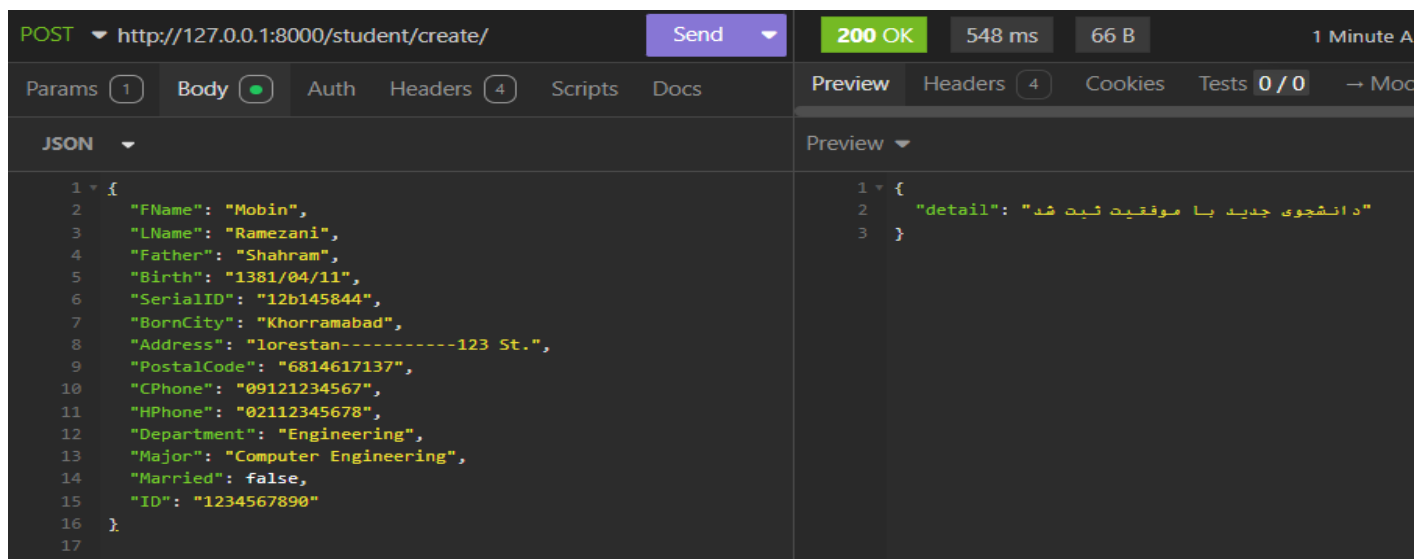 POST http://127.0.0.1:8000/student/create/ Send
200 OK 548 ms 66 B 1 Minute A
Params 1 Body Auth Headers 4 Scripts Docs
Preview Headers 4 Cookies Tests 0 / 0 → Moc
JSON
Preview
1 {
2 "FName": "Mobin",
3 "LName": "Ramezani",
4 "Father": "Shahram",
5 "Birth": "1381/04/11",
6 "SerialID": "12b145844",
7 "BornCity": "Khorramabad",
8 "Address": "lorestan-----------123 St.",
9 "PostalCode": "6814617137",
10 "CPhone": "09121234567",
11 "HPhone": "02112345678",
12 "Department": "Engineering",
13 "Major": "Computer Engineering",
14 "Married": false,
15 "ID": "1234567890"
16 }
17
1 {
2 "detail": "دانشجوی جدید با موفقیت ثبت شد"
3 }